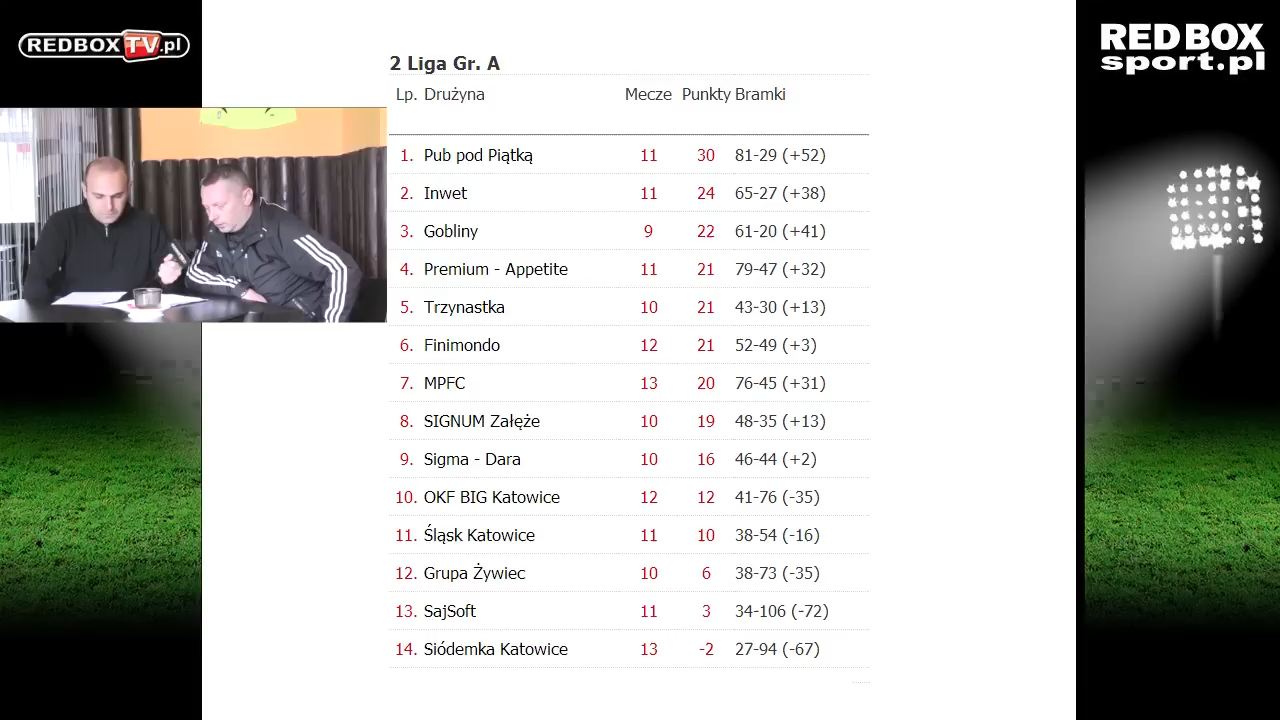 REDBOXTV.pl
RED BOX
sport.pl
2 Liga Gr. A
Lp. Drużyna Mecze Punkty Bramki
1. Pub pod Piątką 11 30 81-29 (+52)
2. Inwet 11 24 65-27 (+38)
3. Gobliny 9 22 61-20 (+41)
4. Premium - Appetite 11 21 79-47 (+32)
5. Trzynastka 10 21 43-30 (+13)
6. Finimondo 12 21 52-49 (+3)
7. MPFC 13 20 76-45 (+31)
8. SIGNUM Załęże 10 19 48-35 (+13)
9. Sigma - Dara 10 16 46-44 (+2)
10. OKF BIG Katowice 12 12 41-76 (-35)
11. Śląsk Katowice 11 10 38-54 (-16)
12. Grupa Żywiec 10 6 38-73 (-35)
13. SajSoft 11 3 34-106 (-72)
14. Siódemka Katowice 13 -2 27-94 (-67)